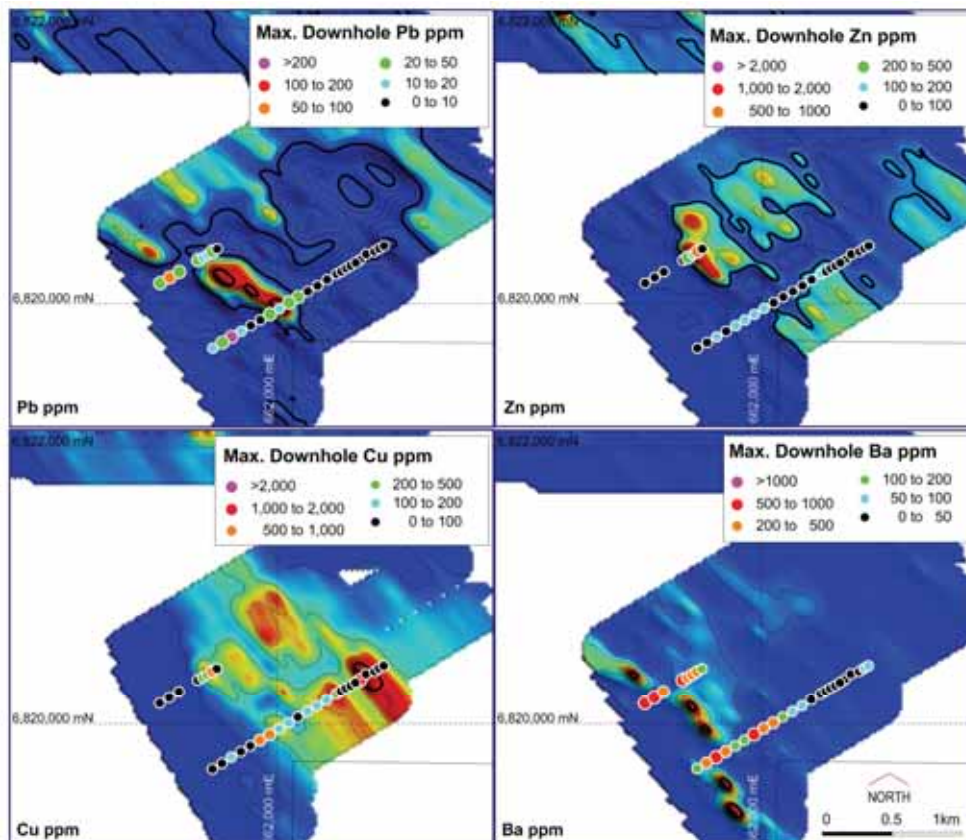 6,822,000 mN
Max. Downhole Pb ppm
>200
100 to 200
50 to 100
20 to 50
10 to 20
0 to 10
6,820,000 mN
662,000 mE
Pb ppm
6,822,000 mN
Max. Downhole Zn ppm
> 2,000
1,000 to 2,000
500 to 1000
200 to 500
100 to 200
0 to 100
6,820,000 mN
662,000 mE
Zn ppm
6,822,000 mN
Max. Downhole Cu ppm
>2,000
1,000 to 2,000
500 to 1,000
200 to 500
100 to 200
0 to 100
6,820,000 mN
662,000 mE
Cu ppm
6,822,000 mN
Max. Downhole Ba ppm
>1000
500 to 1000
200 to 500
100 to 200
50 to 100
0 to 50
6,820,000 mN
662,000 mE
Ba ppm
NORTH
0 0.5 1km